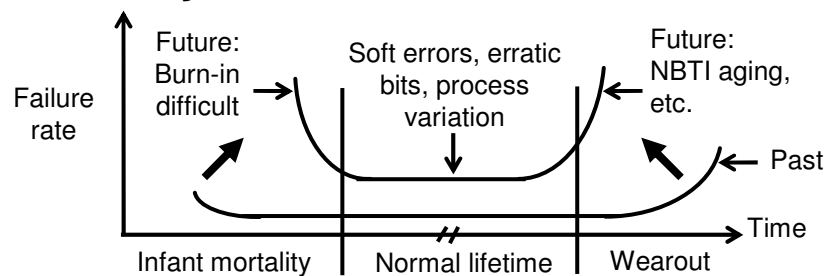 Future:
Burn-in
difficult
Soft errors, erratic
bits, process
variation
Future:
NBTI aging,
etc.
Failure
rate
Past
Time
Infant mortality
Normal lifetime
Wearout